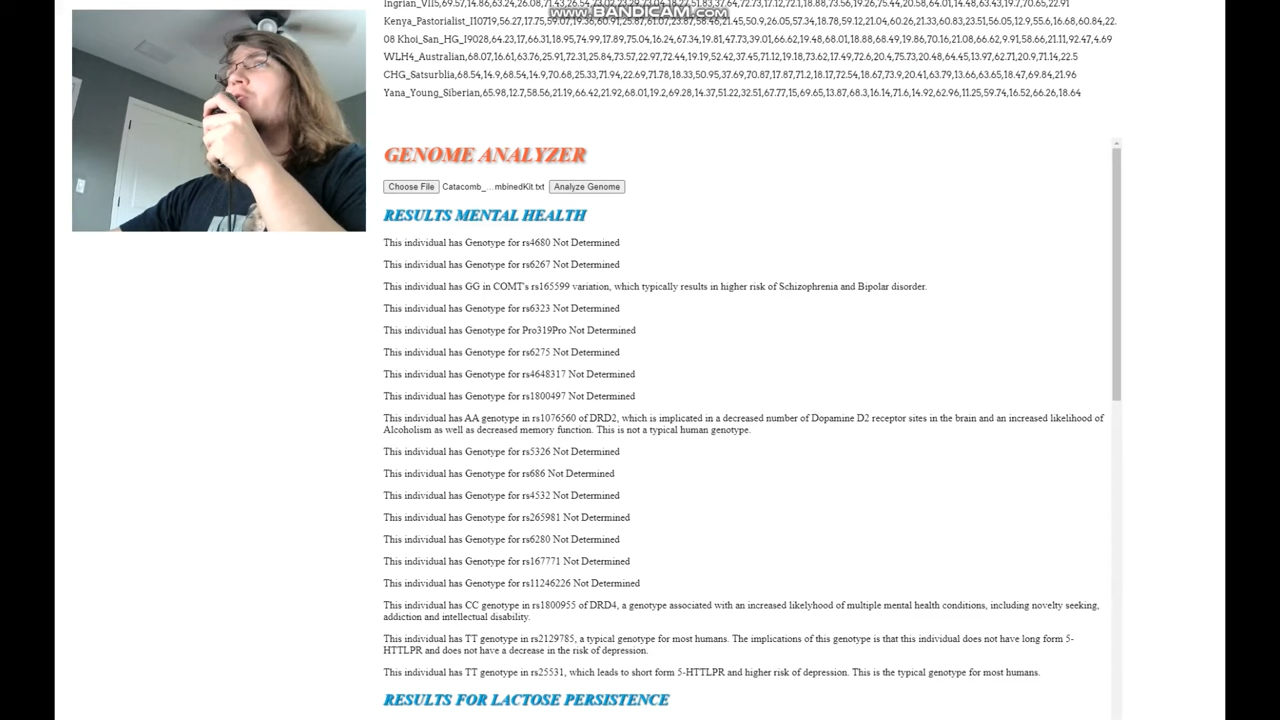 Ingrian_VII5,69.57,14.86,63.24,26.08,71.43,26.54,73.02,23.29,73.04,18.27,51.83,37.64,72.73,17.12,72.1,18.88,73.56,19.26,75.44,20.58,64.01,14.48,63.43,19.7,70.65,22.91
www.BANDICAM.com
Kenya_Pastorialist_I10719,56.27,17.75,59.07,19.36,60.91,25.87,61.07,23.87,58.46,21.45,50.9,26.05,57.34,18.78,59.12,21.04,60.26,21.33,60.83,23.51,56.05,12.9,55.6,16.68,60.84,22.
08 Khoi_San_HG_I9028,64.23,17,66.31,18.95,74.99,17.89,75.04,16.24,67.34,19.81,47.73,39.01,66.62,19.48,68.01,18.88,68.49,19.86,70.16,21.08,66.62,9.91,58.66,21.11,92.47,4.69
WLH4_Australian,68.07,16.61,63.76,25.91,72.31,25.84,73.57,22.97,71.34,19.19,52.42,37.45,71.12,19.18,73.62,17.49,72.6,20.4,75.73,20.48,64.45,13.97,62.71,20.9,71.14,22.5
CHG_Satsurblia,68.54,14.9,68.54,14.9,70.68,25.33,71.94,22.69,71.78,18.33,50.95,37.69,70.87,17.87,71.2,18.17,72.54,18.67,73.9,20.41,63.79,13.66,63.65,18.47,69.84,21.96
Yana_Young_Siberian,65.98,12.7,58.56,21.19,66.42,21.92,68.01,19.2,69.28,14.37,51.22,32.51,67.77,15,69.65,13.87,68.3,16.14,71.6,14.92,62.96,11.25,59.74,16.52,66.26,18.64
GENOME ANALYZER
Choose File Catacomb_...mbinedKit.txt Analyze Genome
RESULTS MENTAL HEALTH
This individual has Genotype for rs4680 Not Determined
This individual has Genotype for rs6267 Not Determined
This individual has GG in COMT's rs165599 variation, which typically results in higher risk of Schizophrenia and Bipolar disorder.
This individual has Genotype for rs6323 Not Determined
This individual has Genotype for Pro319Pro Not Determined
This individual has Genotype for rs6275 Not Determined
This individual has Genotype for rs4648317 Not Determined
This individual has Genotype for rs1800497 Not Determined
This individual has AA genotype in rs1076560 of DRD2, which is implicated in a decreased number of Dopamine D2 receptor sites in the brain and an increased likelihood of
Alcoholism as well as decreased memory function. This is not a typical human genotype.
This individual has Genotype for rs5326 Not Determined
This individual has Genotype for rs686 Not Determined
This individual has Genotype for rs4532 Not Determined
This individual has Genotype for rs265981 Not Determined
This individual has Genotype for rs6280 Not Determined
This individual has Genotype for rs167771 Not Determined
This individual has Genotype for rs11246226 Not Determined
This individual has CC genotype in rs1800955 of DRD4, a genotype associated with an increased likelyhood of multiple mental health conditions, including novelty seeking,
addiction and intellectual disability.
This individual has TT genotype in rs2129785, a typical genotype for most humans. The implications of this genotype is that this individual does not have long form 5-
HTTLPR and does not have a decrease in the risk of depression.
This individual has TT genotype in rs25531, which leads to short form 5-HTTLPR and higher risk of depression. This is the typical genotype for most humans.
RESULTS FOR LACTOSE PERSISTENCE